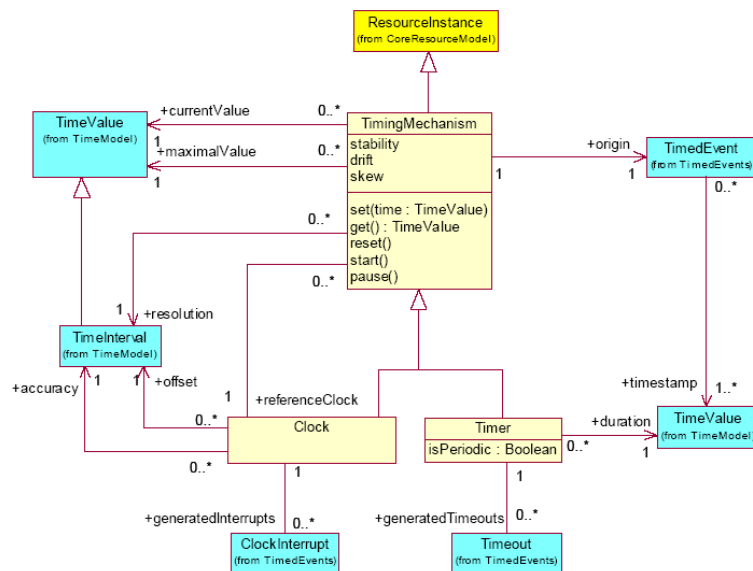 ResourceInstance
(from CoreResourceModel)
+currentValue
0..*
TimeValue
(from TimeModel)
1
+maximalValue
0..*
1
TimingMechanism
stability
drift
skew
set(time : TimeValue)
get() : TimeValue
reset()
start()
pause()
+origin
1
1
TimedEvent
(from TimedEvents)
0..*
0..*
0..*
1
+resolution
TimeInterval
(from TimeModel)
+accuracy
1
1
+offset
1
+referenceClock
0..*
0..*
Clock
1
Timer
isPeriodic : Boolean
1
+timestamp
1..*
+duration
0..*
1
TimeValue
(from TimeModel)
+generatedInterrupts
0..*
+generatedTimeouts
0..*
ClockInterrupt
(from TimedEvents)
Timeout
(from TimedEvents)